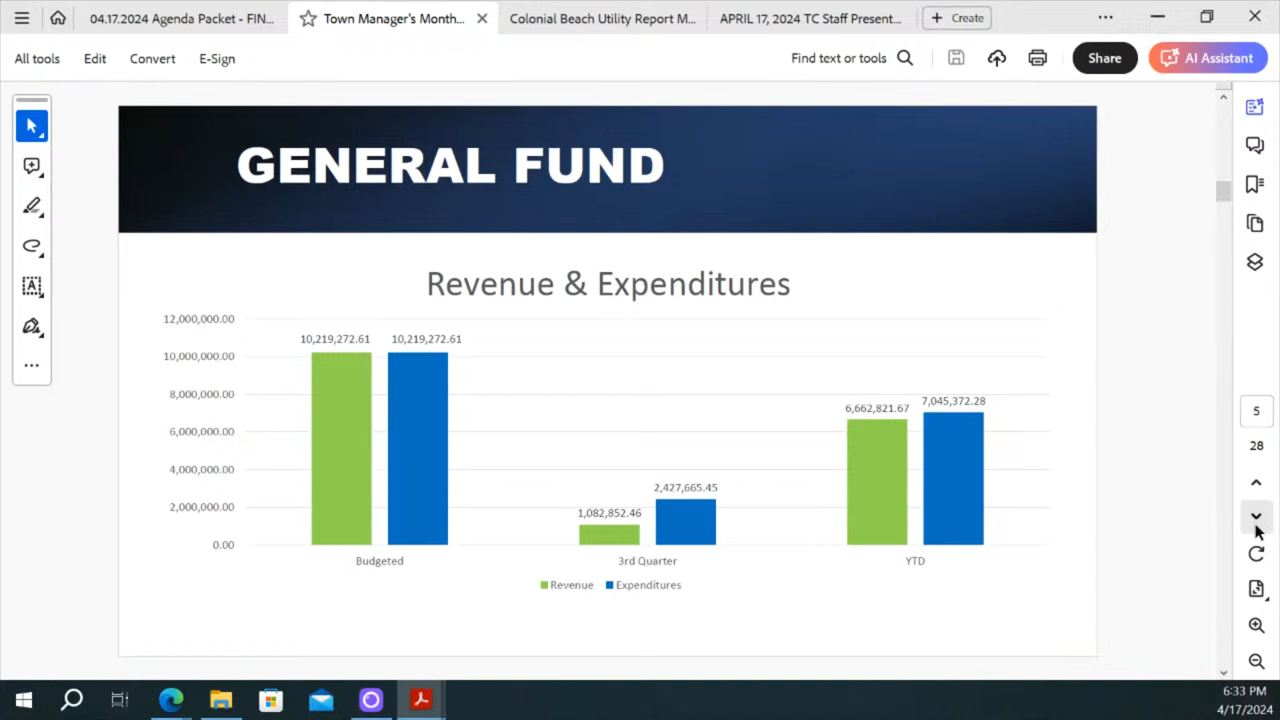 04.17.2024 Agenda Packet - FIN...
Town Manager's Month...
Colonial Beach Utility Report M...
APRIL 17, 2024 TC Staff Present...
+ Create
All tools
Edit
Convert
E-Sign
Find text or tools
Share
AI Assistant
GENERAL FUND
Revenue & Expenditures
12,000,000.00
10,000,000.00
8,000,000.00
6,000,000.00
4,000,000.00
2,000,000.00
0.00
10,219,272.61 10,219,272.61
1,082,852.46 2,427,665.45
6,662,821.67 7,045,372.28
Budgeted 3rd Quarter YTD
Revenue Expenditures
5
28
6:33 PM
4/17/2024